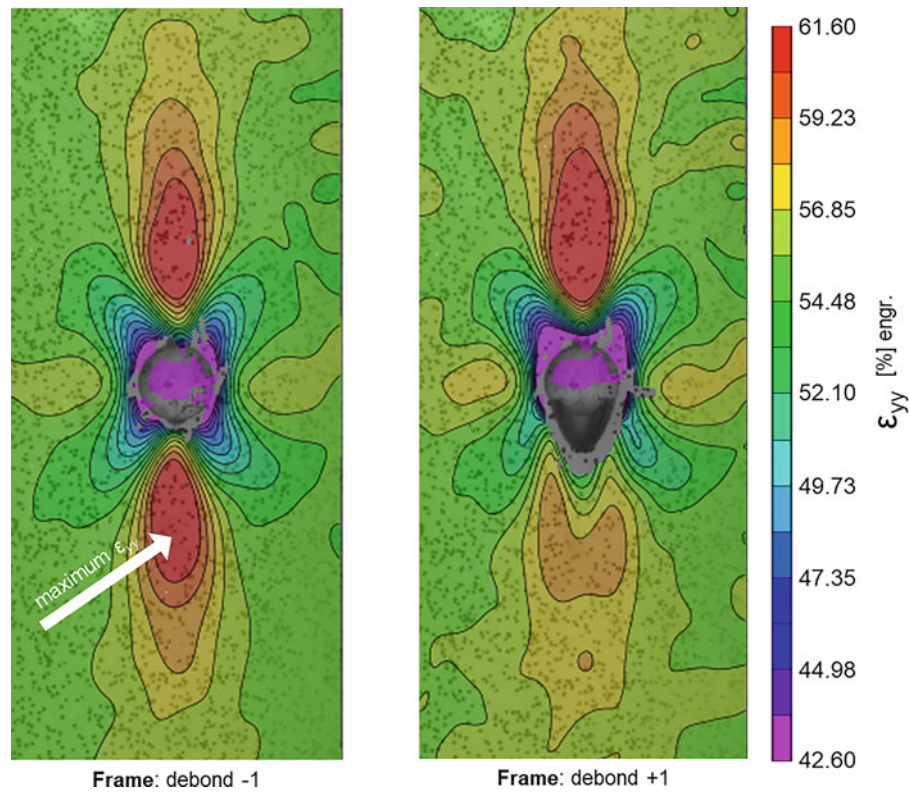 maximum εyy
Frame: debond -1
Frame: debond +1
61.60
59.23
56.85
54.48
52.10
49.73
47.35
44.98
42.60
εyy [%] engr.